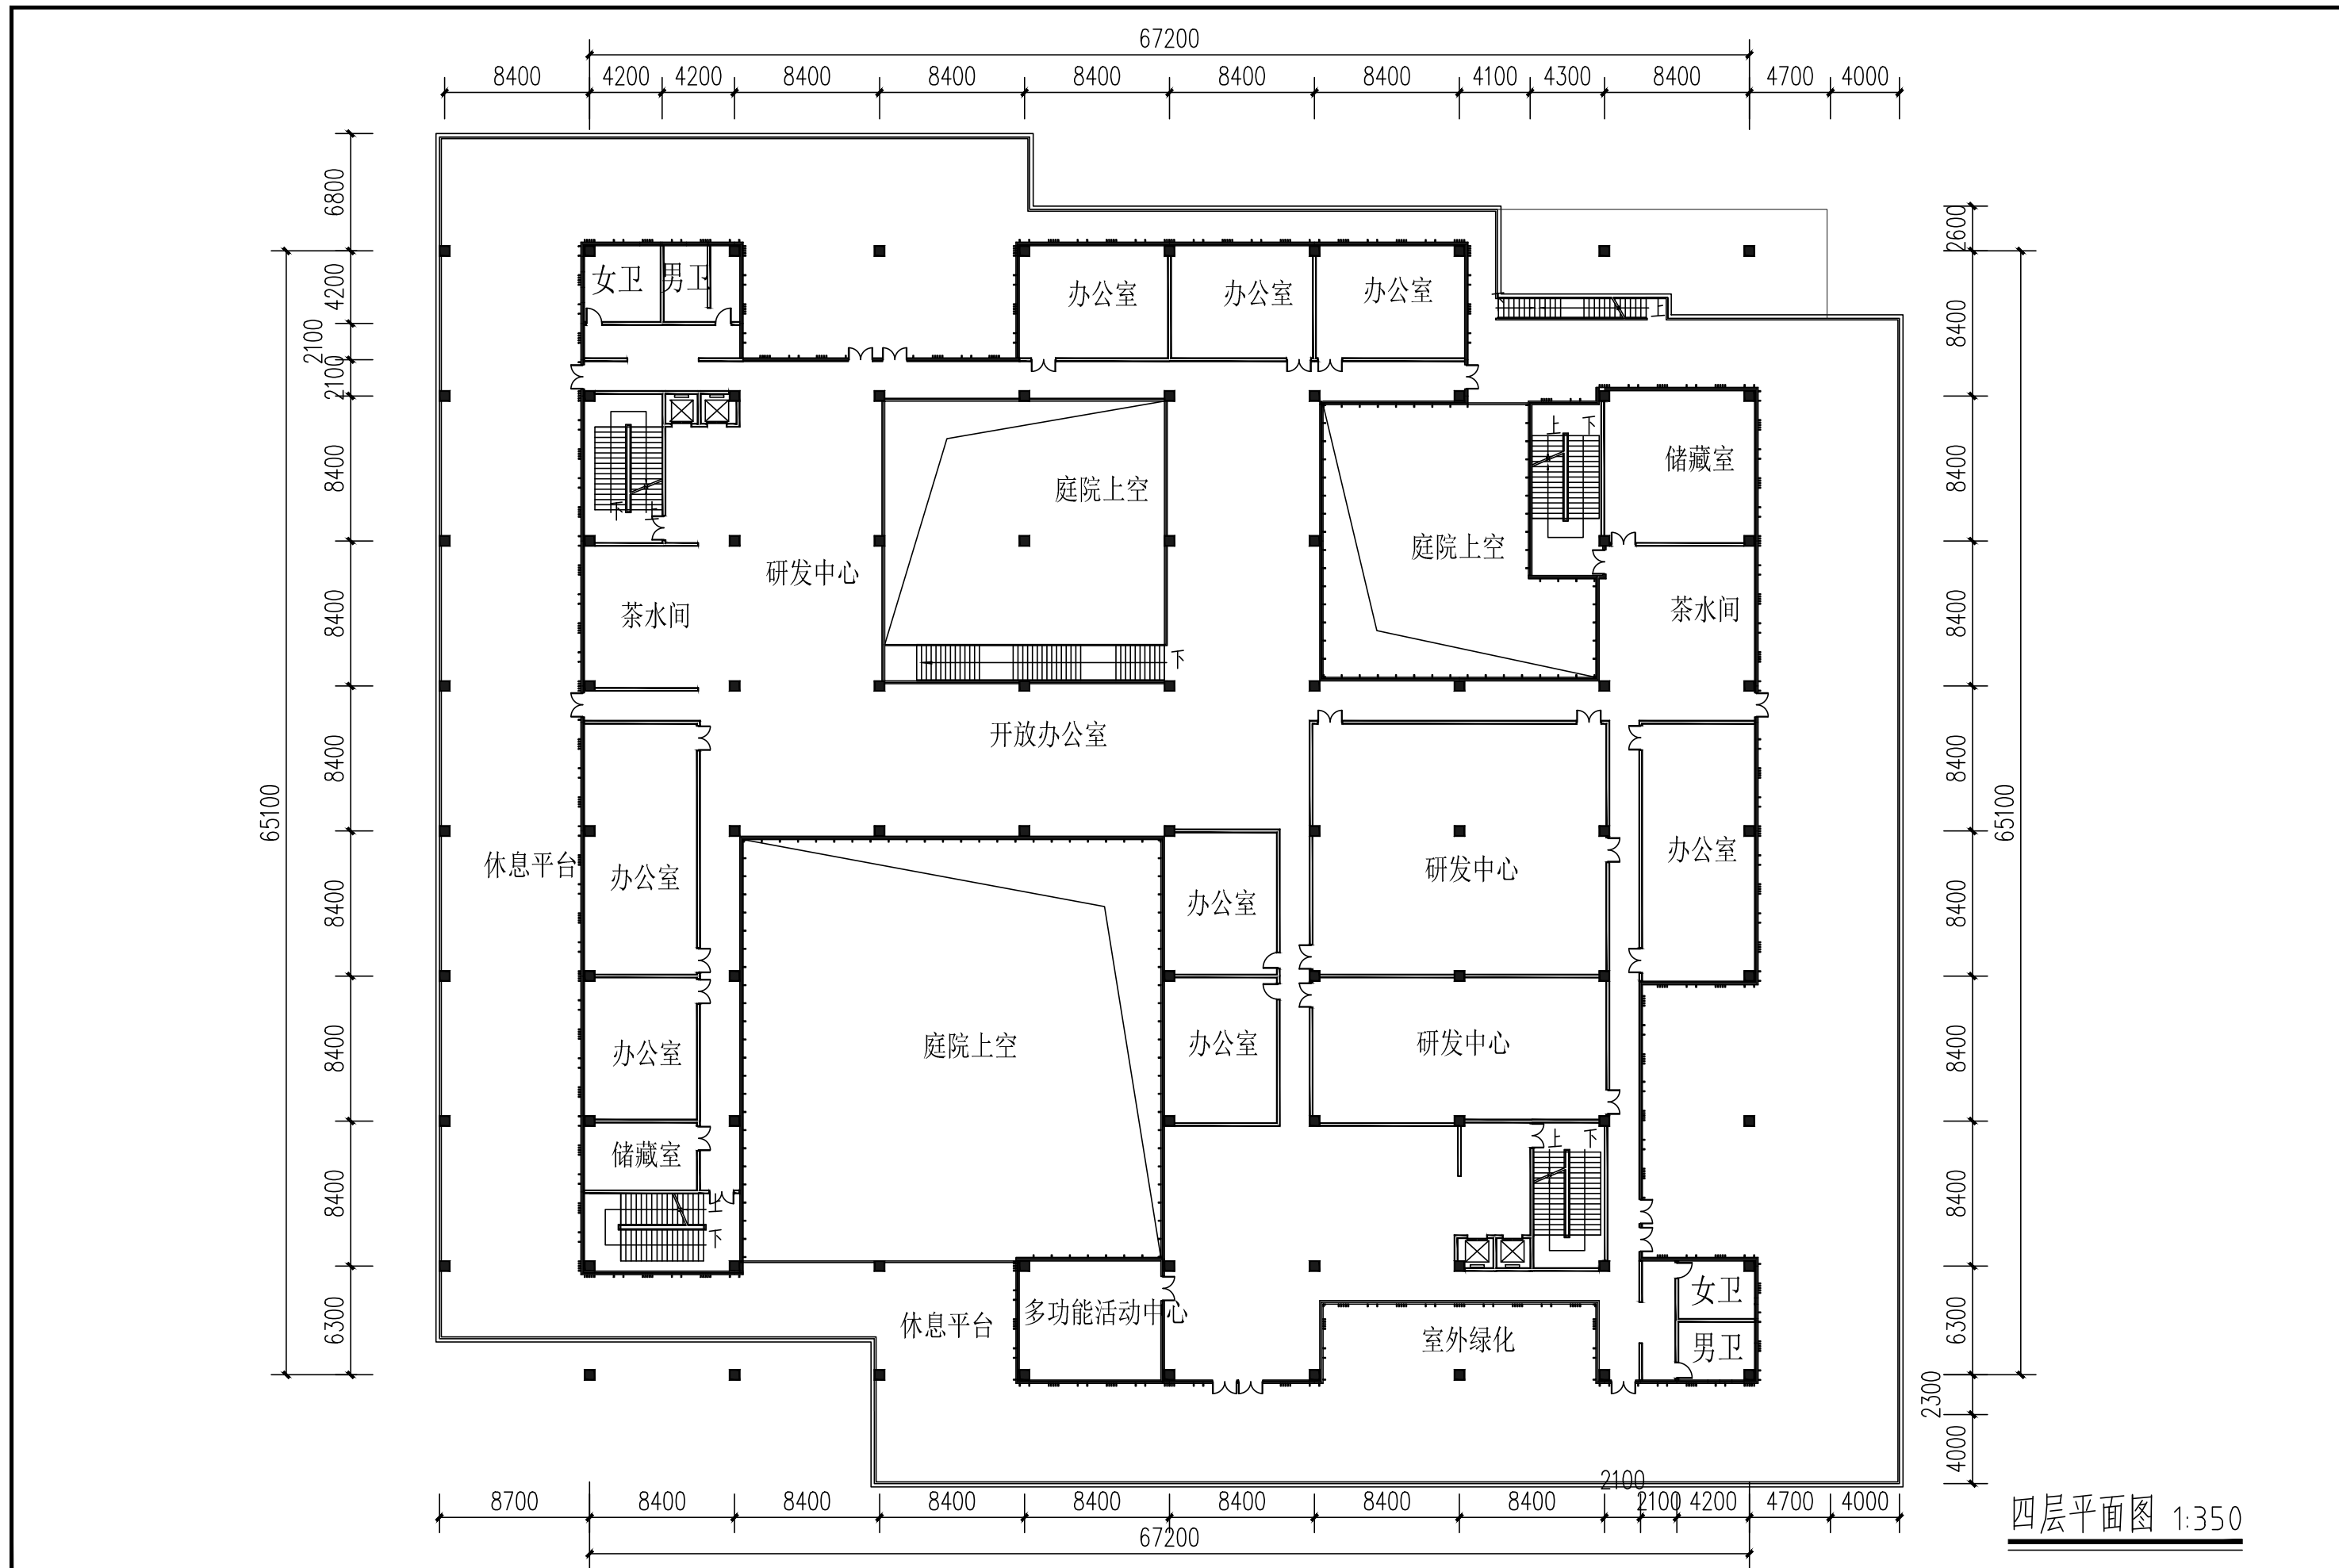 67200
8400 4200 4200 8400 8400 8400 8400 8400 4100 4300 8400 4700 4000
6800
4200
2100
2100
8400
8400
8400
8400
8400
8400
6300
65100
2600
8400
8400
8400
8400
8400
8400
8400
6300
2300
4000
65100
女卫 男卫
办公室 办公室 办公室
上
上 下
储藏室
庭院上空
下 上
庭院上空
研发中心
茶水间
茶水间
下
开放办公室
休息平台
办公室
办公室
研发中心
办公室
办公室
庭院上空
办公室
研发中心
储藏室
上 下
上
下
女卫
多功能活动中心
休息平台
室外绿化
男卫
2100
8700 8400 8400 8400 8400 8400 8400 8400 2100 4200 4700 4000
67200
四层平面图 1:350